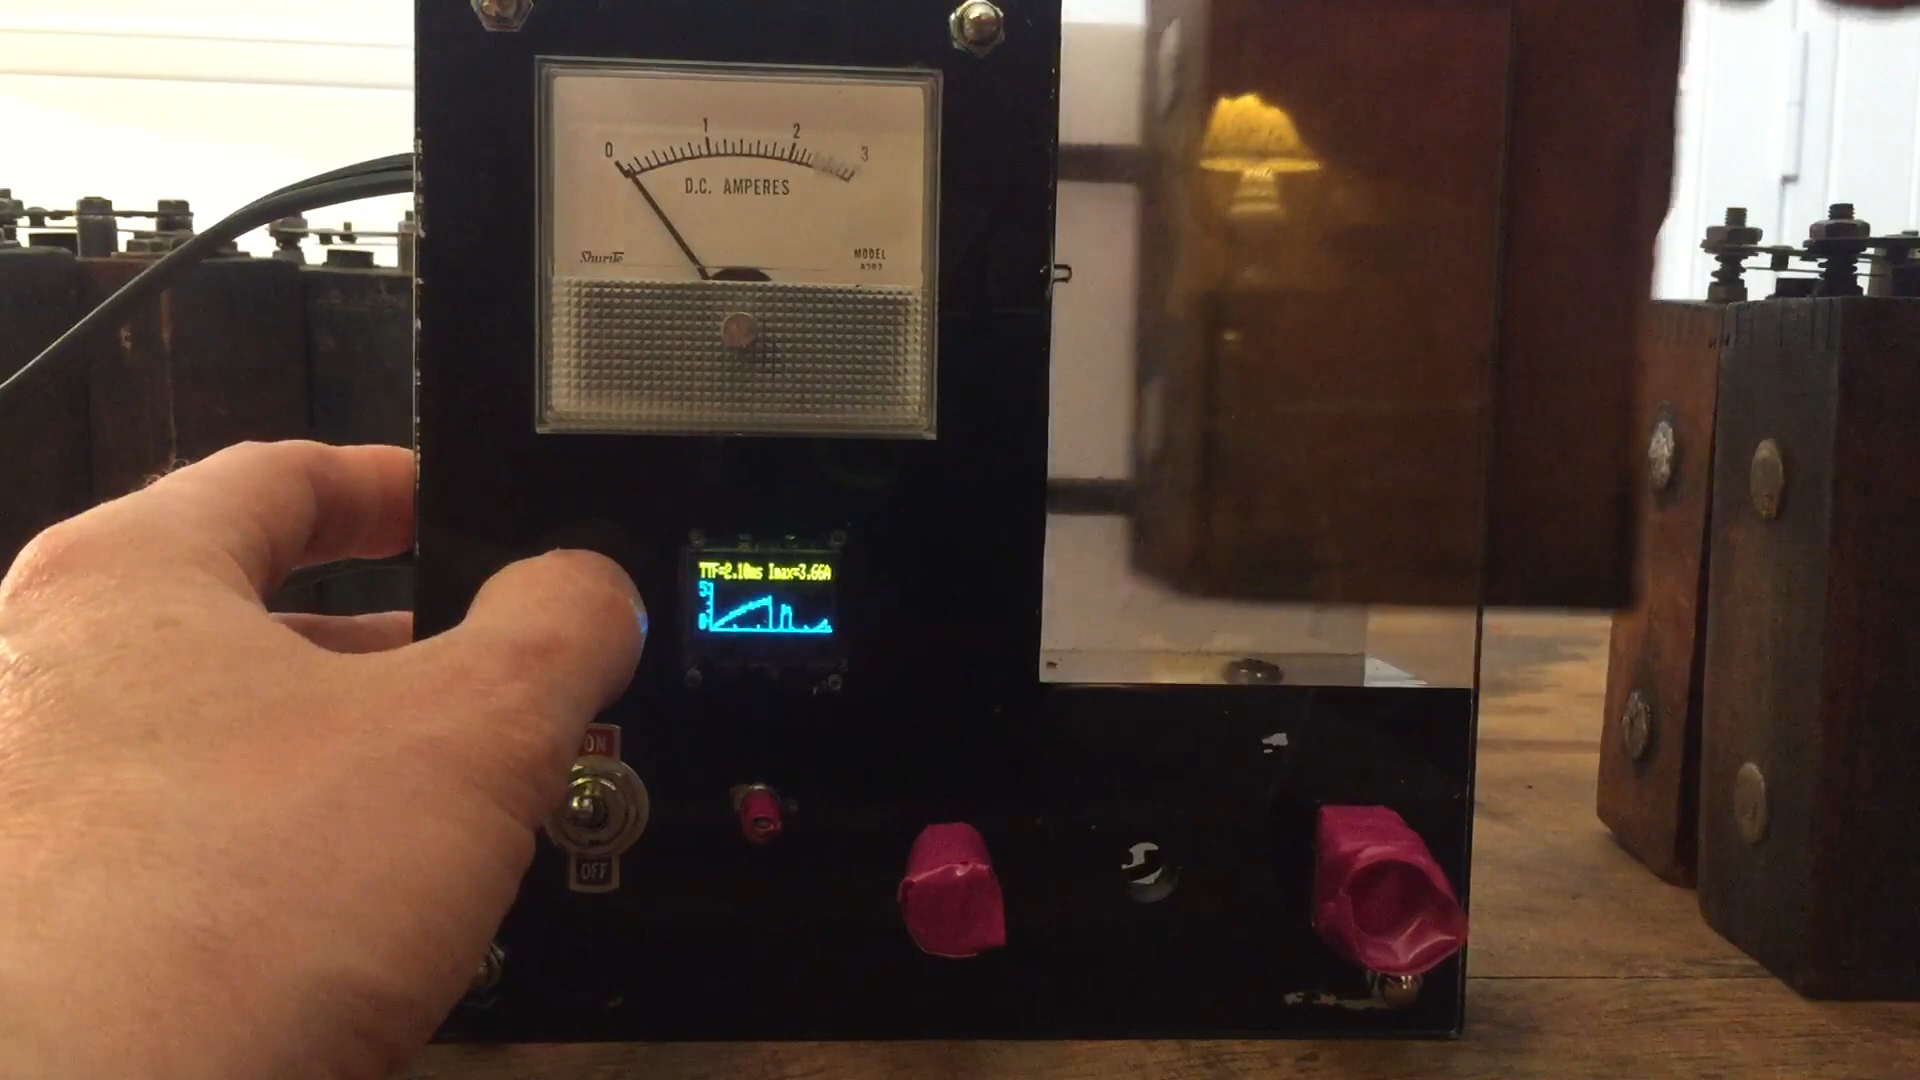 0 1 2 3
D.C. AMPERES
Shurite
MODEL
TTF=2.10ms Imax=3.66A
5
0
ON
OFF